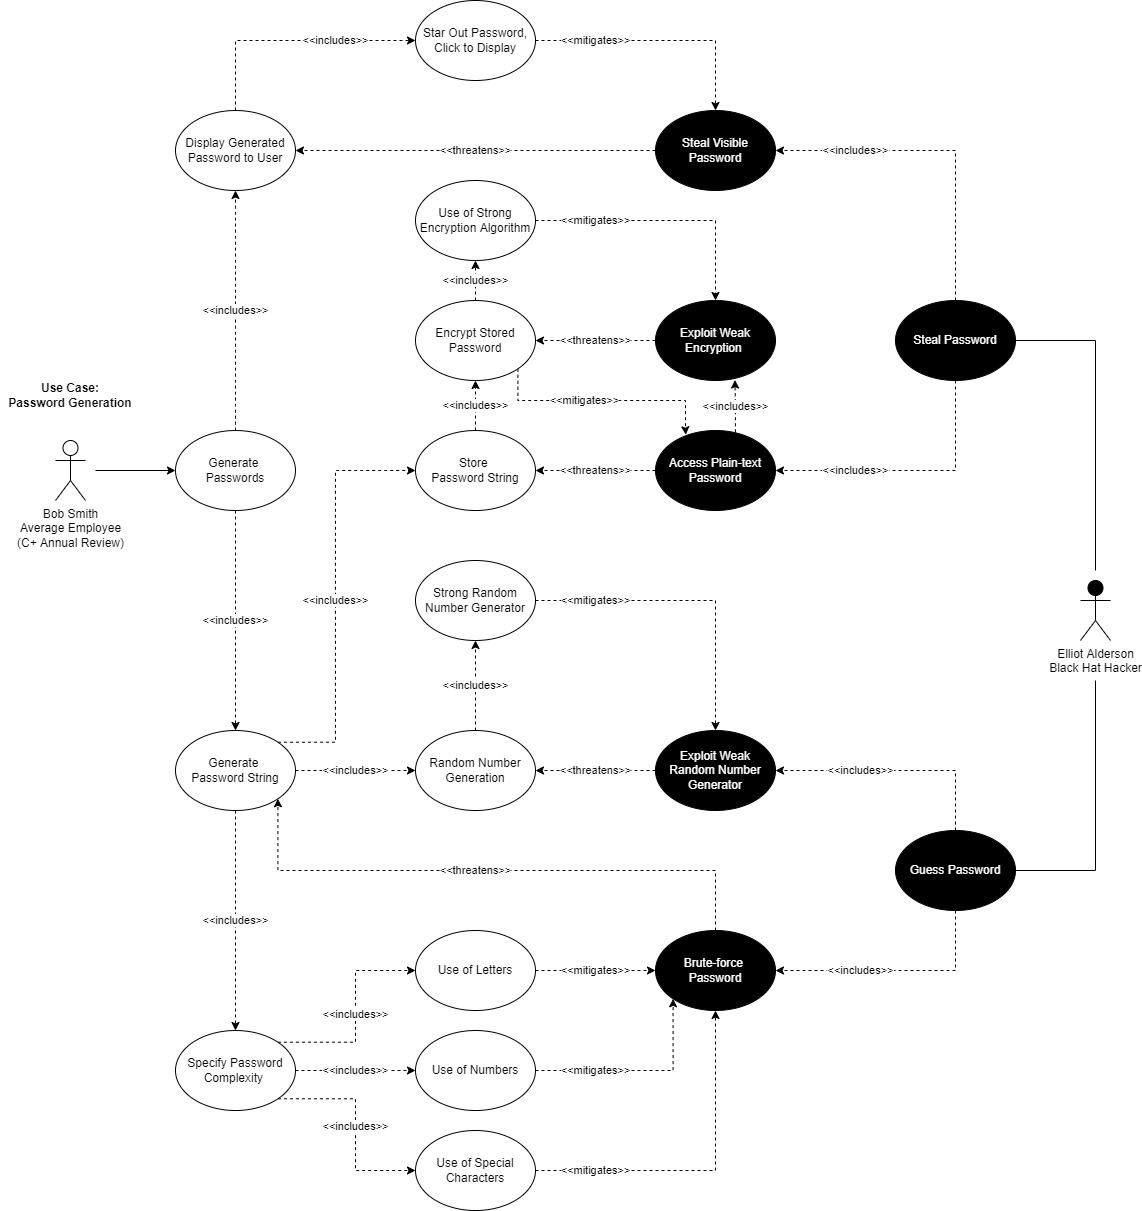 <<includes>>
Star Out Password,
Click to Display
<<mitigates>>
Display Generated
Password to User
<<threatens>>
Steal Visible
Password
<<includes>>
Use of Strong
Encryption Algorithm
<<mitigates>>
<<includes>>
<<includes>>
Encrypt Stored
Password
<<threatens>>
Exploit Weak
Encryption
Steal Password
Use Case:
Password Generation
<<includes>>
<<mitigates>>
<<includes>>
Generate
Passwords
Store
Password String
<<threatens>>
Access Plain-text
Password
<<includes>>
Bob Smith
Average Employee
(C+ Annual Review)
<<includes>>
<<includes>>
Strong Random
Number Generator
<<mitigates>>
Elliot Alderson
Black Hat Hacker
<<includes>>
Generate
Password String
<<includes>>
Random Number
Generation
<<threatens>>
Exploit Weak
Random Number
Generator
<<includes>>
<<threatens>>
Guess Password
<<includes>>
Use of Letters
<<mitigates>>
Brute-force
Password
<<includes>>
<<includes>>
Specify Password
Complexity
<<includes>>
Use of Numbers
<<mitigates>>
<<includes>>
Use of Special
Characters
<<mitigates>>